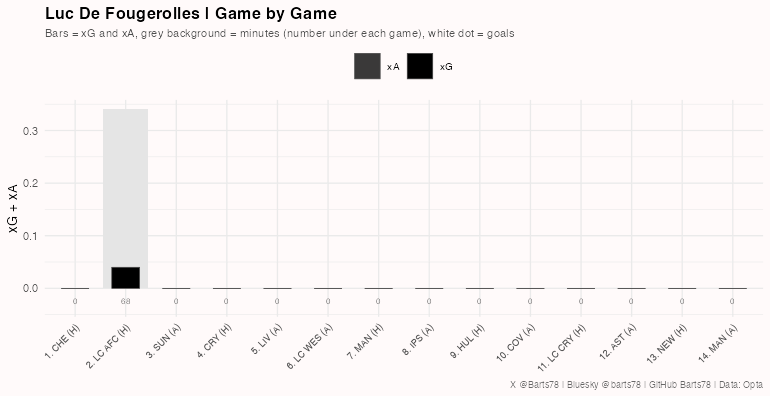 Luc De Fougerolles | Game by Game
Bars = xG and xA, grey background = minutes (number under each game), white dot = goals
xA xG
xG + xA
0.3
0.2
0.1
0.0
0 68 0 0 0 0 0 0 0 0 0 0 0 0
1. CHE (H)
2. LC AFC (H)
3. SUN (A)
4. CRY (H)
5. LIV (A)
6. LC WES (A)
7. MAN (H)
8. IPS (A)
9. HUL (H)
10. COV (A)
11. LC CRY (H)
12. AST (A)
13. NEW (H)
14. MAN (A)
X @Barts78 | Bluesky @barts78 | GitHub Barts78 | Data: Opta